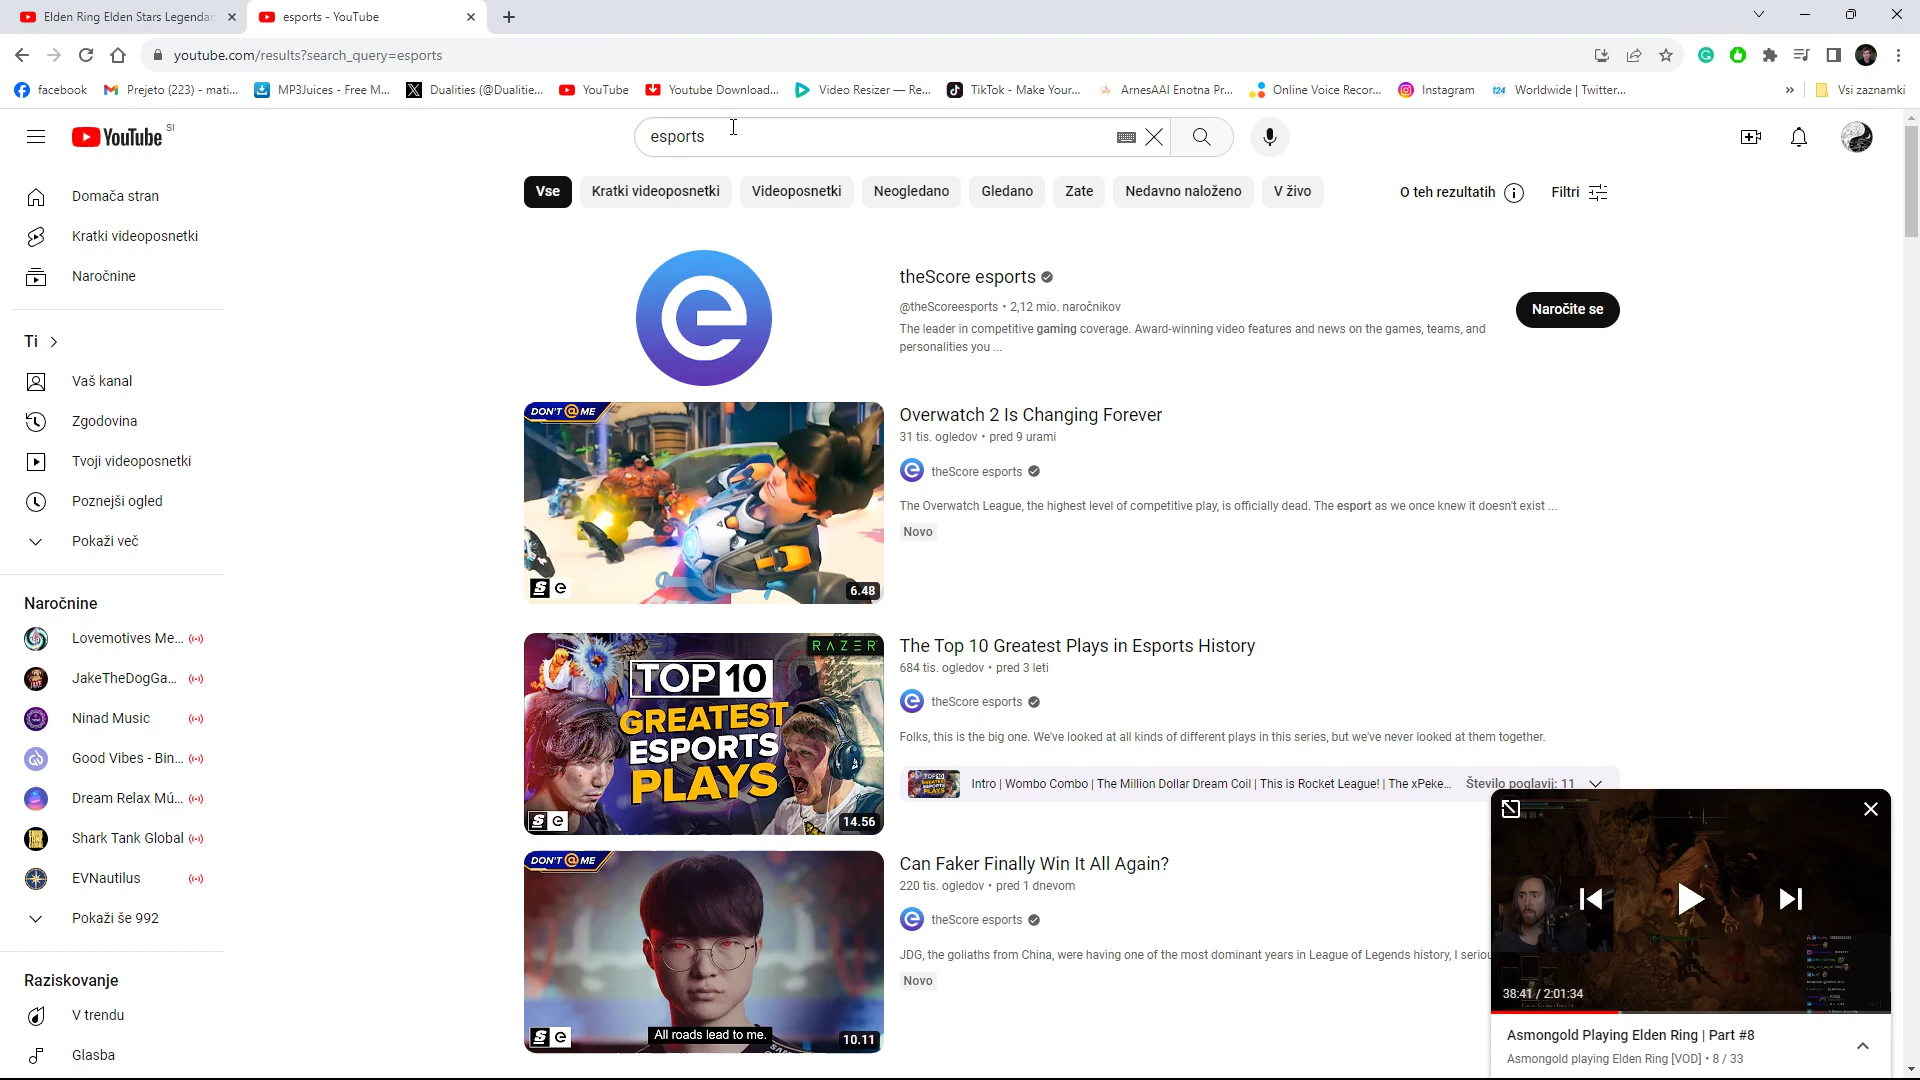 Elden Ring Elden Stars Legendar
esports - YouTube
youtube.com/results?search_query=esports
facebook
Prejeto (223) - mati...
MP3Juices - Free M...
Dualities (@Dualitie...
YouTube
Youtube Download...
Video Resizer — Re...
TikTok - Make Your...
ArnesAAI Enotna Pr...
Online Voice Recor...
Instagram
t24 Worldwide | Twitter...
»
Vsi zaznamki
YouTube SI
esports
Vse
Kratki videoposnetki
Videoposnetki
Neogledano
Gledano
Zate
Nedavno naloženo
V živo
O teh rezultatih
Filtri
Domača stran
Kratki videoposnetki
Naročnine
Ti
Vaš kanal
Zgodovina
Tvoji videoposnetki
Poznejši ogled
Pokaži več
Naročnine
Lovemotives Me...
JakeTheDogGa...
Ninad Music
Good Vibes - Bin...
Dream Relax Mú...
Shark Tank Global
EVNautilus
Pokaži še 992
Raziskovanje
V trendu
Glasba
theScore esports
@theScoreesports • 2,12 mio. naročnikov
The leader in competitive gaming coverage. Award-winning video features and news on the games, teams, and
personalities you ...
Naročite se
DON'T @ ME
6.48
Overwatch 2 Is Changing Forever
31 tis. ogledov • pred 9 urami
theScore esports
The Overwatch League, the highest level of competitive play, is officially dead. The esport as we once knew it doesn't exist ...
Novo
RAZER
TOP 10
GREATEST
ESPORTS
PLAYS
14.56
The Top 10 Greatest Plays in Esports History
684 tis. ogledov • pred 3 leti
theScore esports
Folks, this is the big one. We've looked at all kinds of different plays in this series, but we've never looked at them together.
Intro | Wombo Combo | The Million Dollar Dream Coil | This is Rocket League! | The xPeke...
Število poglavij: 11
DON'T @ ME
All roads lead to me.
10.11
Can Faker Finally Win It All Again?
220 tis. ogledov • pred 1 dnevom
theScore esports
JDG, the goliaths from China, were having one of the most dominant years in League of Legends history, I seriou
Novo
38:41 / 2:01:34
Asmongold Playing Elden Ring | Part #8
Asmongold playing Elden Ring [VOD] • 8 / 33